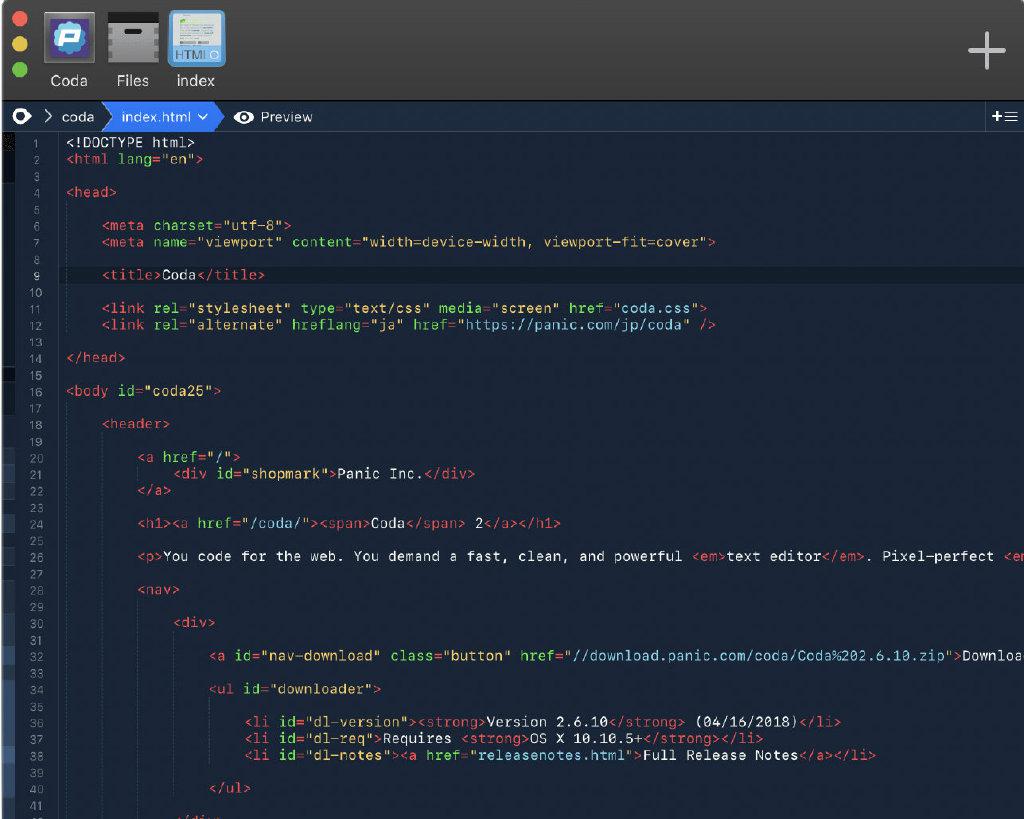 HTML
Coda Files index
coda index.html Preview
1 <!DOCTYPE html>
2 <html lang="en">
3
4 <head>
5
6 <meta charset="utf-8">
7 <meta name="viewport" content="width=device-width, viewport-fit=cover">
8
9 <title>Coda</title>
10
11 <link rel="stylesheet" type="text/css" media="screen" href="coda.css">
12 <link rel="alternate" hreflang="ja" href="https://panic.com/jp/coda" />
13
14 </head>
15
16 <body id="coda25">
17
18 <header>
19
20 <a href="/">
21 <div id="shopmark">Panic Inc.</div>
22 </a>
23
24 <h1><a href="/coda/"><span>Coda</span> 2</a></h1>
25
26 <p>You code for the web. You demand a fast, clean, and powerful <em>text editor</em>. Pixel-perfect <em
27
28 <nav>
29
30 <div>
31
32 <a id="nav-download" class="button" href="//download.panic.com/coda/Coda%202.6.10.zip">Downloa
33
34 <ul id="downloader">
35
36 <li id="dl-version"><strong>Version 2.6.10</strong> (04/16/2018)</li>
37 <li id="dl-req">Requires <strong>OS X 10.10.5+</strong></li>
38 <li id="dl-notes"><a href="releasenotes.html">Full Release Notes</a></li>
39
40 </ul>
41